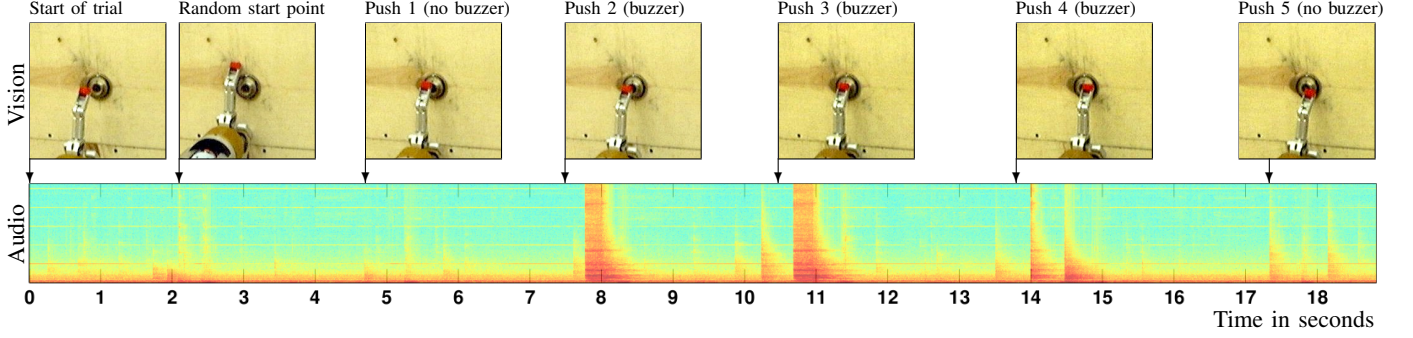 Start of trial
Random start point
Push 1 (no buzzer)
Push 2 (buzzer)
Push 3 (buzzer)
Push 4 (buzzer)
Push 5 (no buzzer)
Vision
Audio
0 1 2 3 4 5 6 7 8 9 10 11 12 13 14 15 16 17 18
Time in seconds